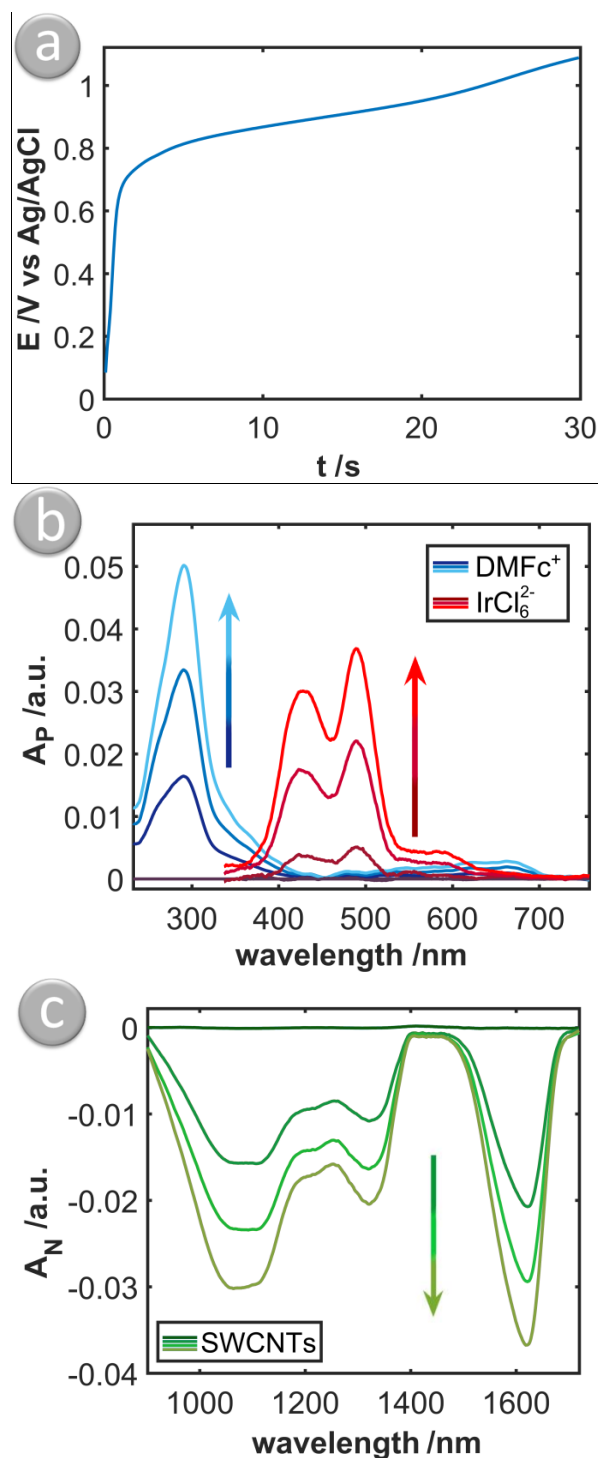 a
1
0.8
0.6
0.4
0.2
0
E /V vs Ag/AgCl
0 10 20 30
t /s
b
0.05
0.04
0.03
0.02
0.01
0
A_P /a.u.
DMFc⁺
IrCl₆²⁻
300 400 500 600 700
wavelength /nm
c
0
-0.01
-0.02
-0.03
-0.04
A_N /a.u.
SWCNTs
1000 1200 1400 1600
wavelength /nm